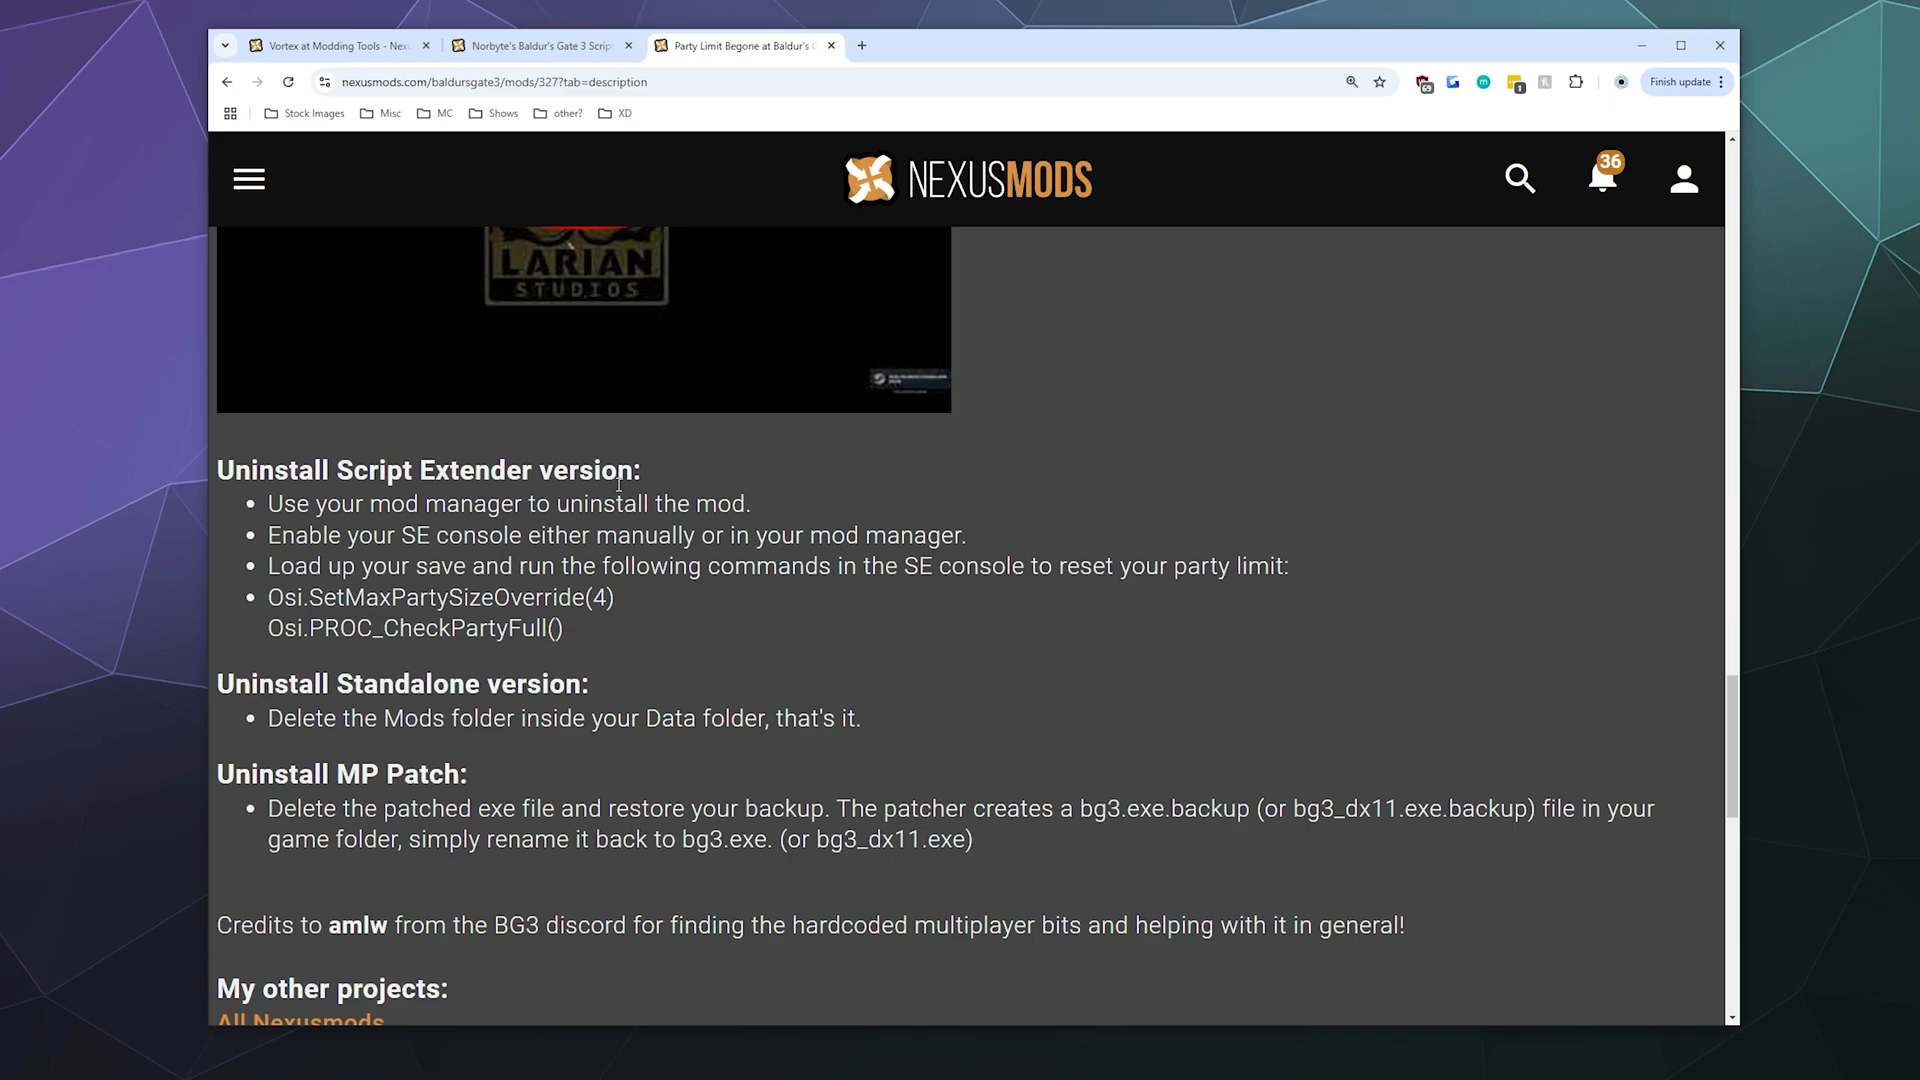 Vortex at Modding Tools - Nexu
Norbyte's Baldur's Gate 3 Script
Party Limit Begone at Baldur's G
nexusmods.com/baldursgate3/mods/327?tab=description
69
1
Finish update
Stock Images
Misc
MC
Shows
other?
XD
NEXUSMODS
36
LARIAN
STUDIOS
Uninstall Script Extender version:
• Use your mod manager to uninstall the mod.
• Enable your SE console either manually or in your mod manager.
• Load up your save and run the following commands in the SE console to reset your party limit:
• Osi.SetMaxPartySizeOverride(4)
Osi.PROC_CheckPartyFull()
Uninstall Standalone version:
• Delete the Mods folder inside your Data folder, that's it.
Uninstall MP Patch:
• Delete the patched exe file and restore your backup. The patcher creates a bg3.exe.backup (or bg3_dx11.exe.backup) file in your
game folder, simply rename it back to bg3.exe. (or bg3_dx11.exe)
Credits to amlw from the BG3 discord for finding the hardcoded multiplayer bits and helping with it in general!
My other projects:
All Nexusmods